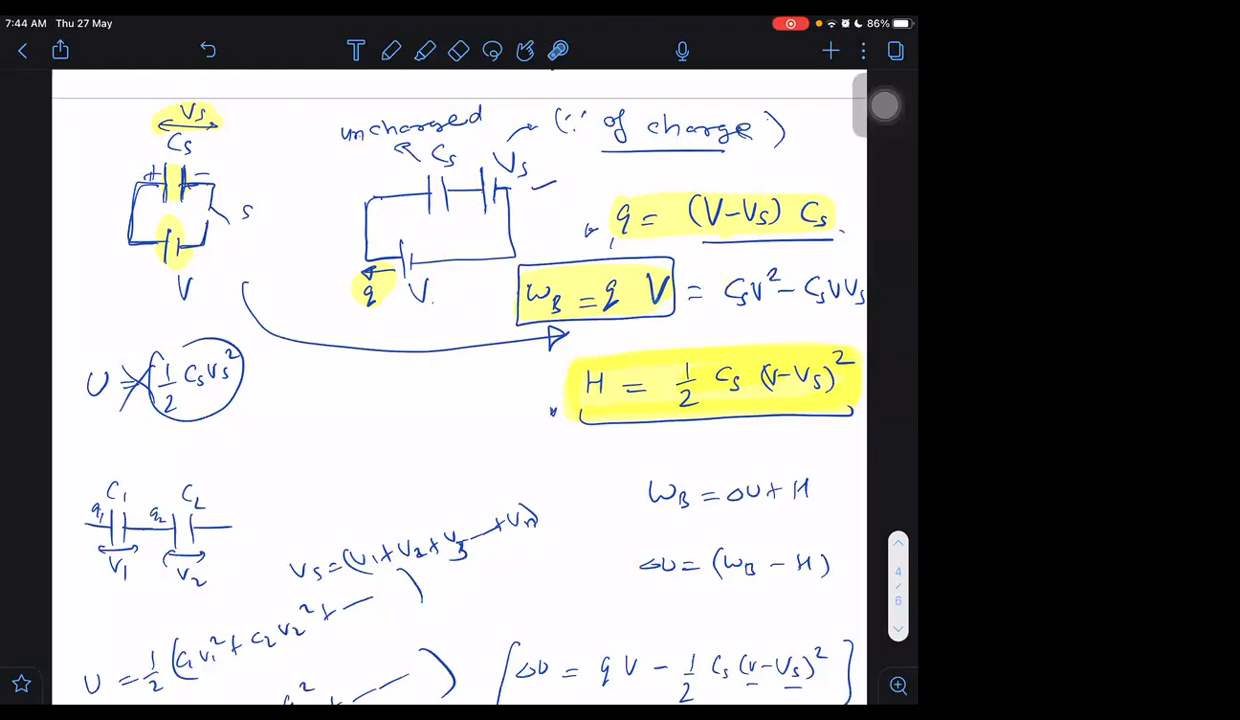 7:44 AM Thu 27 May
86%
T
Vs
Cs
+ −
s
V
uncharged
Cs
Vs
(∵ of charge)
q
V
q = (V−Vs) Cs
W_B = q V = CsV² − CsVVs
H = 1/2 Cs (V−Vs)²
U = (1/2 CsVs²)
C1 C2
q1 q2
V1 V2
Vs = (V1+V2+V3 — +Vn)
U = 1/2 (C1V1² + C2V2² + — )
W_B = ΔU + H
ΔU = (W_B − H)
[ΔU = qV − 1/2 Cs (V−Vs)²]
4
/
6